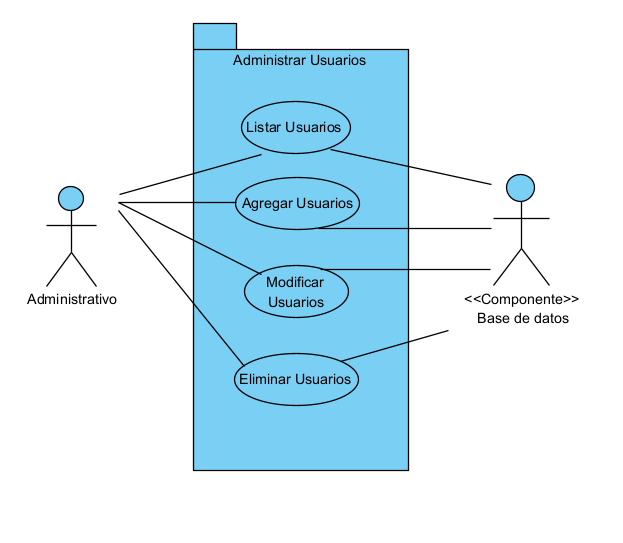 Administrar Usuarios
Listar Usuarios
Agregar Usuarios
Modificar
Usuarios
Eliminar Usuarios
Administrativo
<<Componente>>
Base de datos